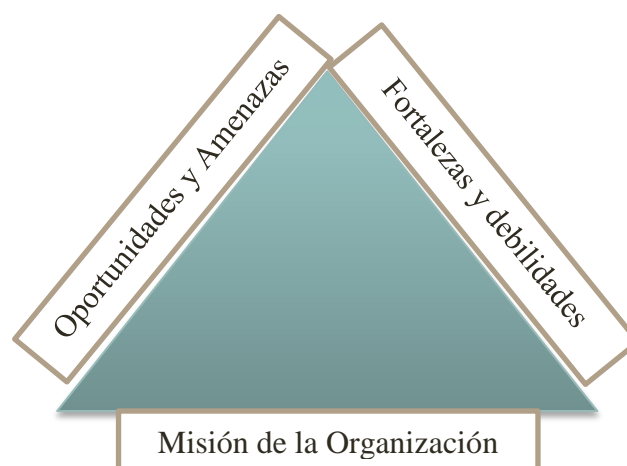 Oportunidades y Amenazas
Fortalezas y debilidades
Misión de la Organización